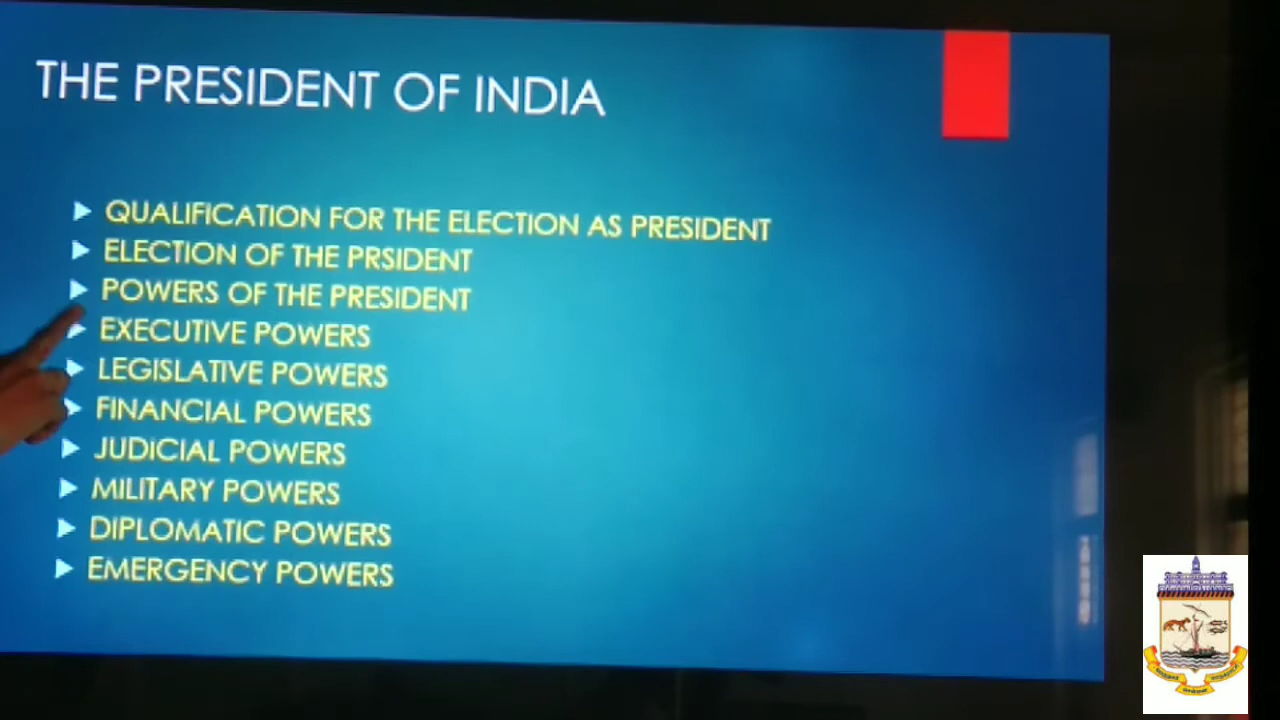 THE PRESIDENT OF INDIA
QUALIFICATION FOR THE ELECTION AS PRESIDENT
ELECTION OF THE PRSIDENT
POWERS OF THE PRESIDENT
EXECUTIVE POWERS
LEGISLATIVE POWERS
FINANCIAL POWERS
JUDICIAL POWERS
MILITARY POWERS
DIPLOMATIC POWERS
EMERGENCY POWERS